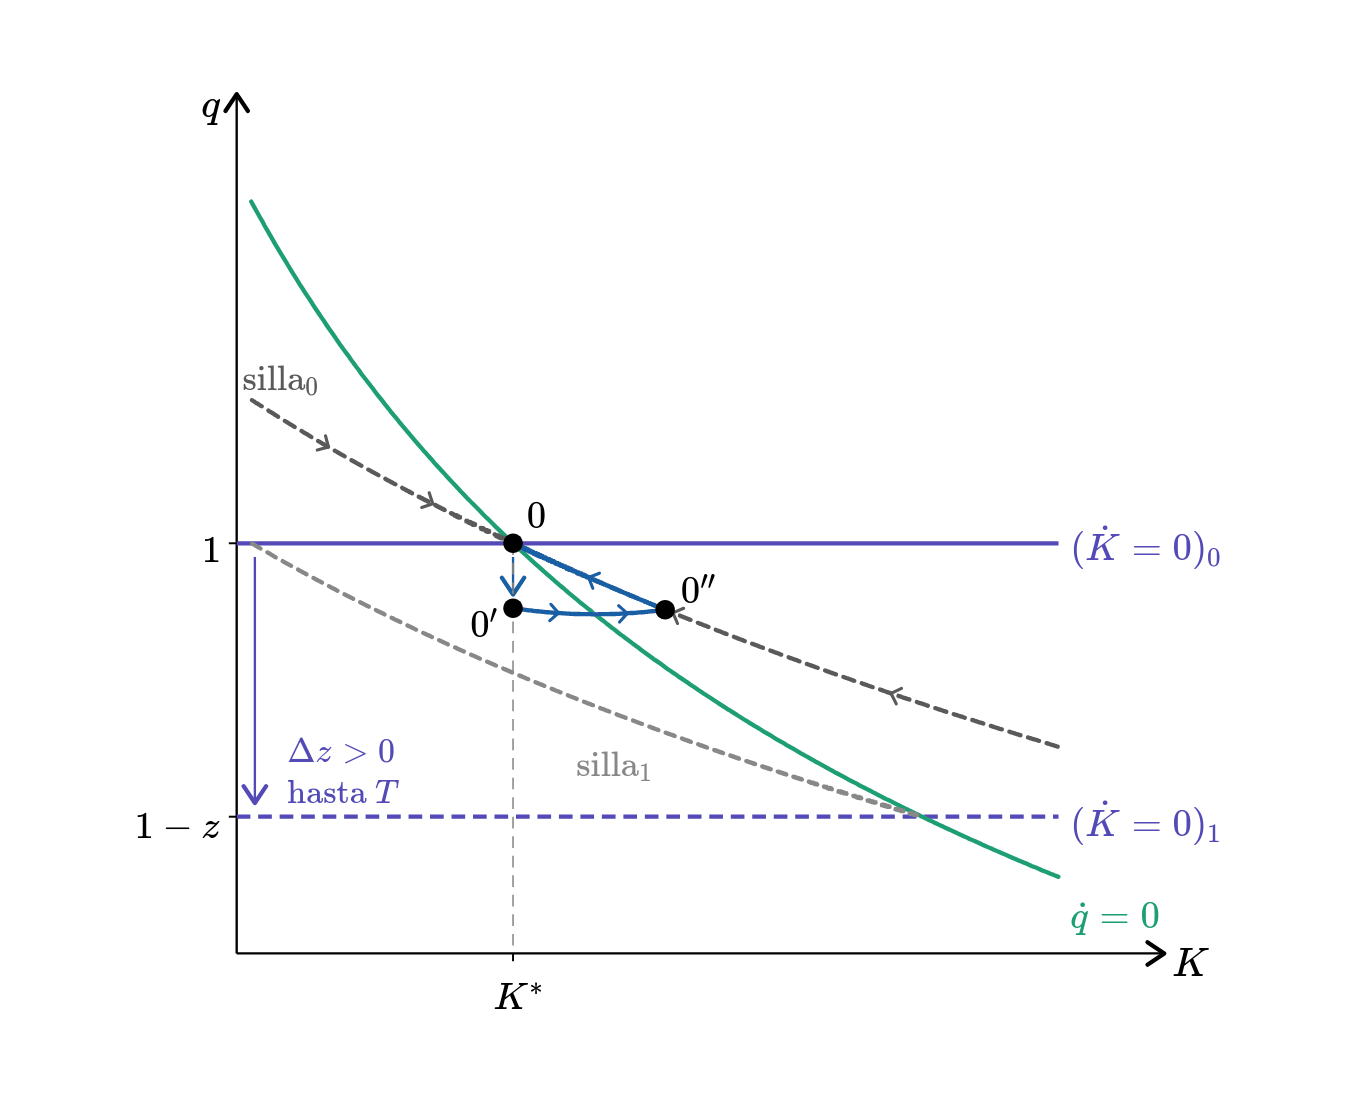 q
silla₀
0
1
(K̇ = 0)₀
0′′
0′
Δz > 0
hasta T
silla₁
1 − z
(K̇ = 0)₁
q̇ = 0
K
K*